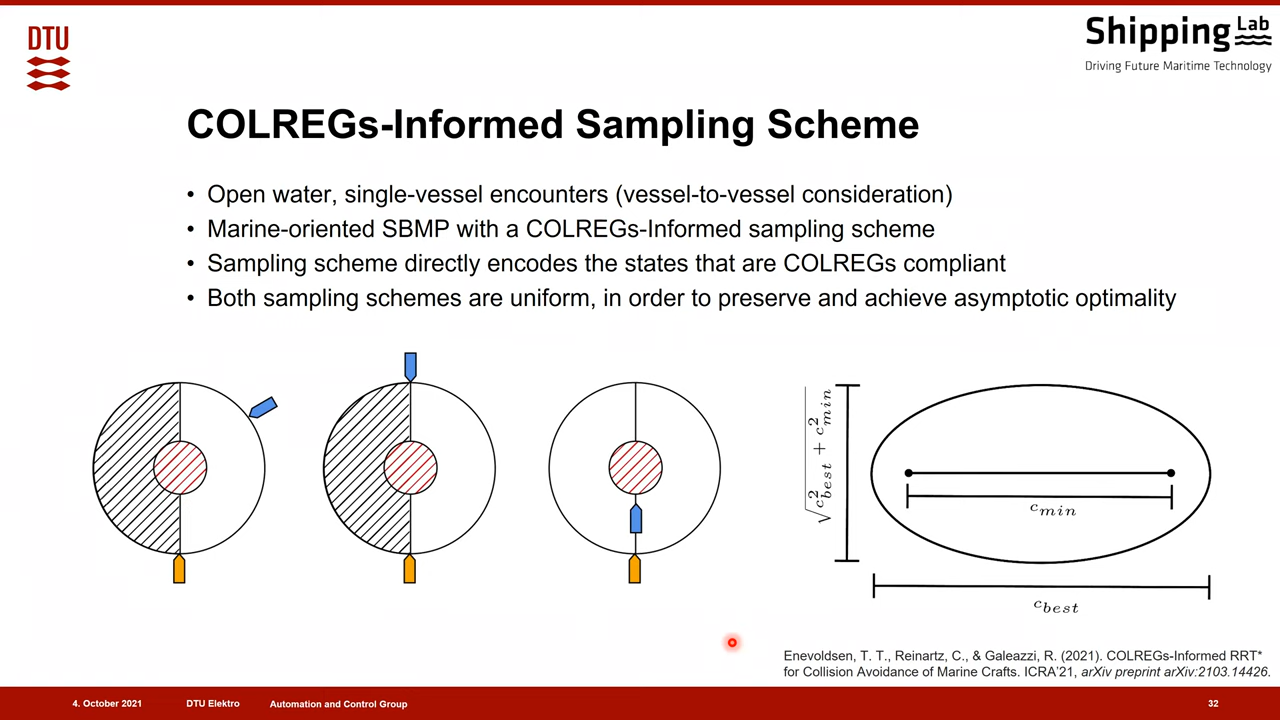 DTU
Shipping Lab
Driving Future Maritime Technology
COLREGs-Informed Sampling Scheme
• Open water, single-vessel encounters (vessel-to-vessel consideration)
• Marine-oriented SBMP with a COLREGs-Informed sampling scheme
• Sampling scheme directly encodes the states that are COLREGs compliant
• Both sampling schemes are uniform, in order to preserve and achieve asymptotic optimality
√(c²_best + c²_min)
c_min
c_best
Enevoldsen, T. T., Reinartz, C., & Galeazzi, R. (2021). COLREGs-Informed RRT*
for Collision Avoidance of Marine Crafts. ICRA'21, arXiv preprint arXiv:2103.14426.
4. October 2021 DTU Elektro Automation and Control Group 32